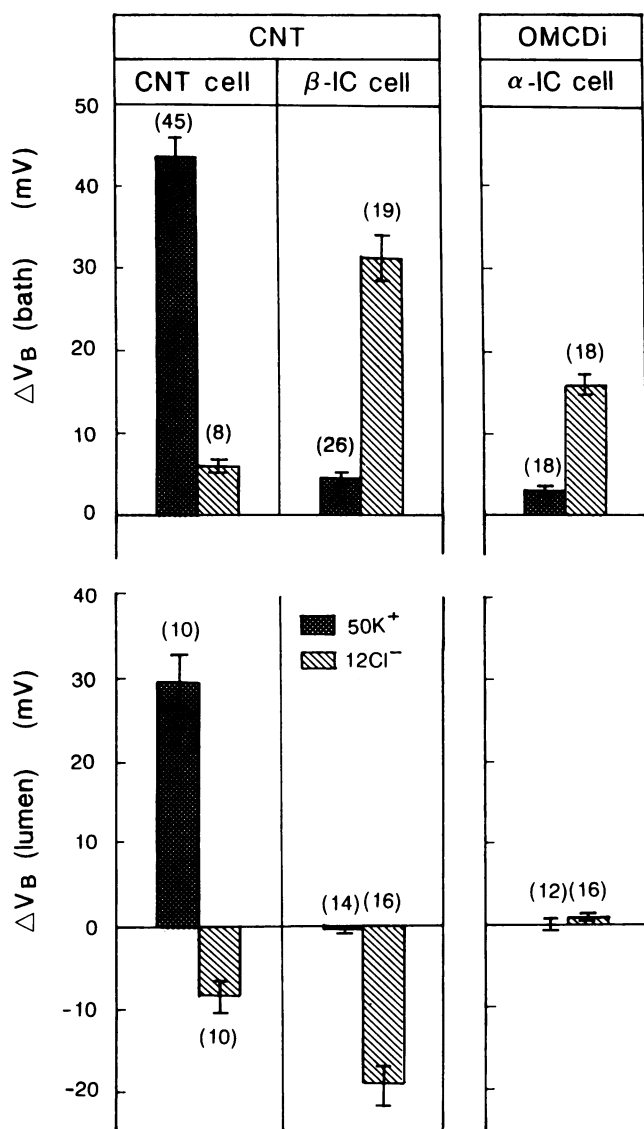 CNT
OMCDi
CNT cell
β-IC cell
α-IC cell
ΔVB (bath) (mV)
50
40
30
20
10
0
(45)
(8)
(26)
(19)
(18)
(18)
ΔVB (lumen) (mV)
40
30
20
10
0
-10
-20
(10)
(10)
50K+
12Cl−
(14)
(16)
(12)
(16)